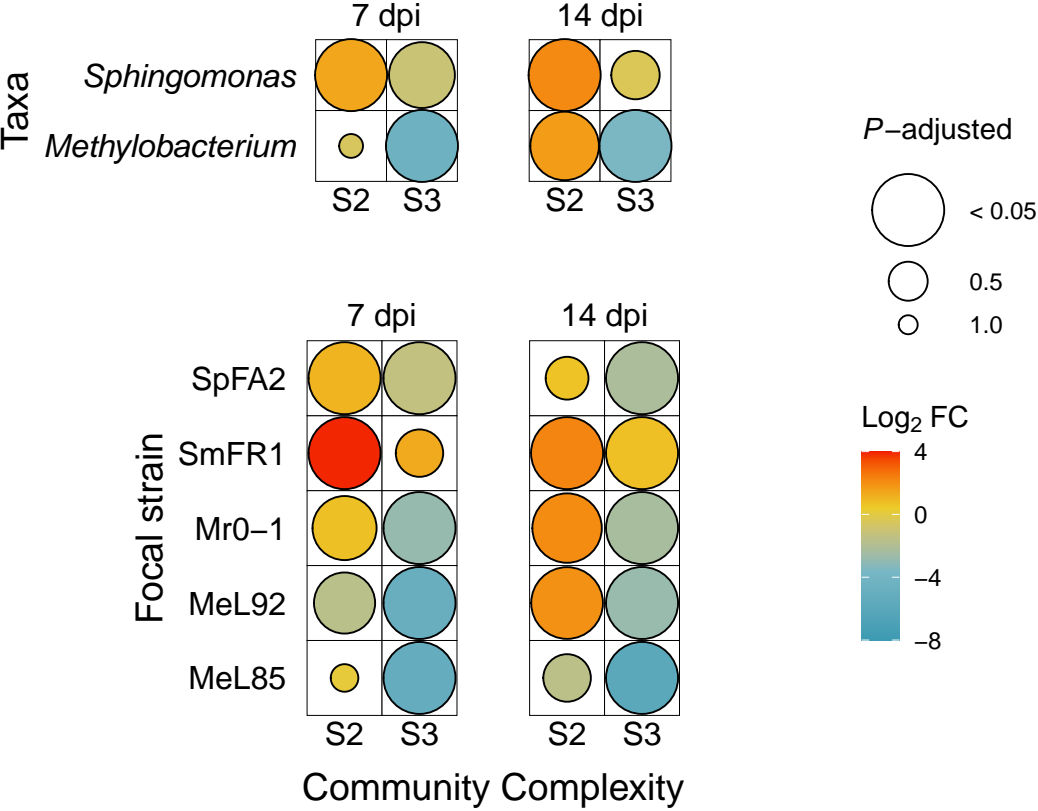 7 dpi 14 dpi
Taxa
Sphingomonas
Methylobacterium
S2 S3 S2 S3
P−adjusted
< 0.05
0.5
1.0
7 dpi 14 dpi
Focal strain
SpFA2
SmFR1
Mr0−1
MeL92
MeL85
S2 S3 S2 S3
Community Complexity
Log2 FC
4
0
−4
−8